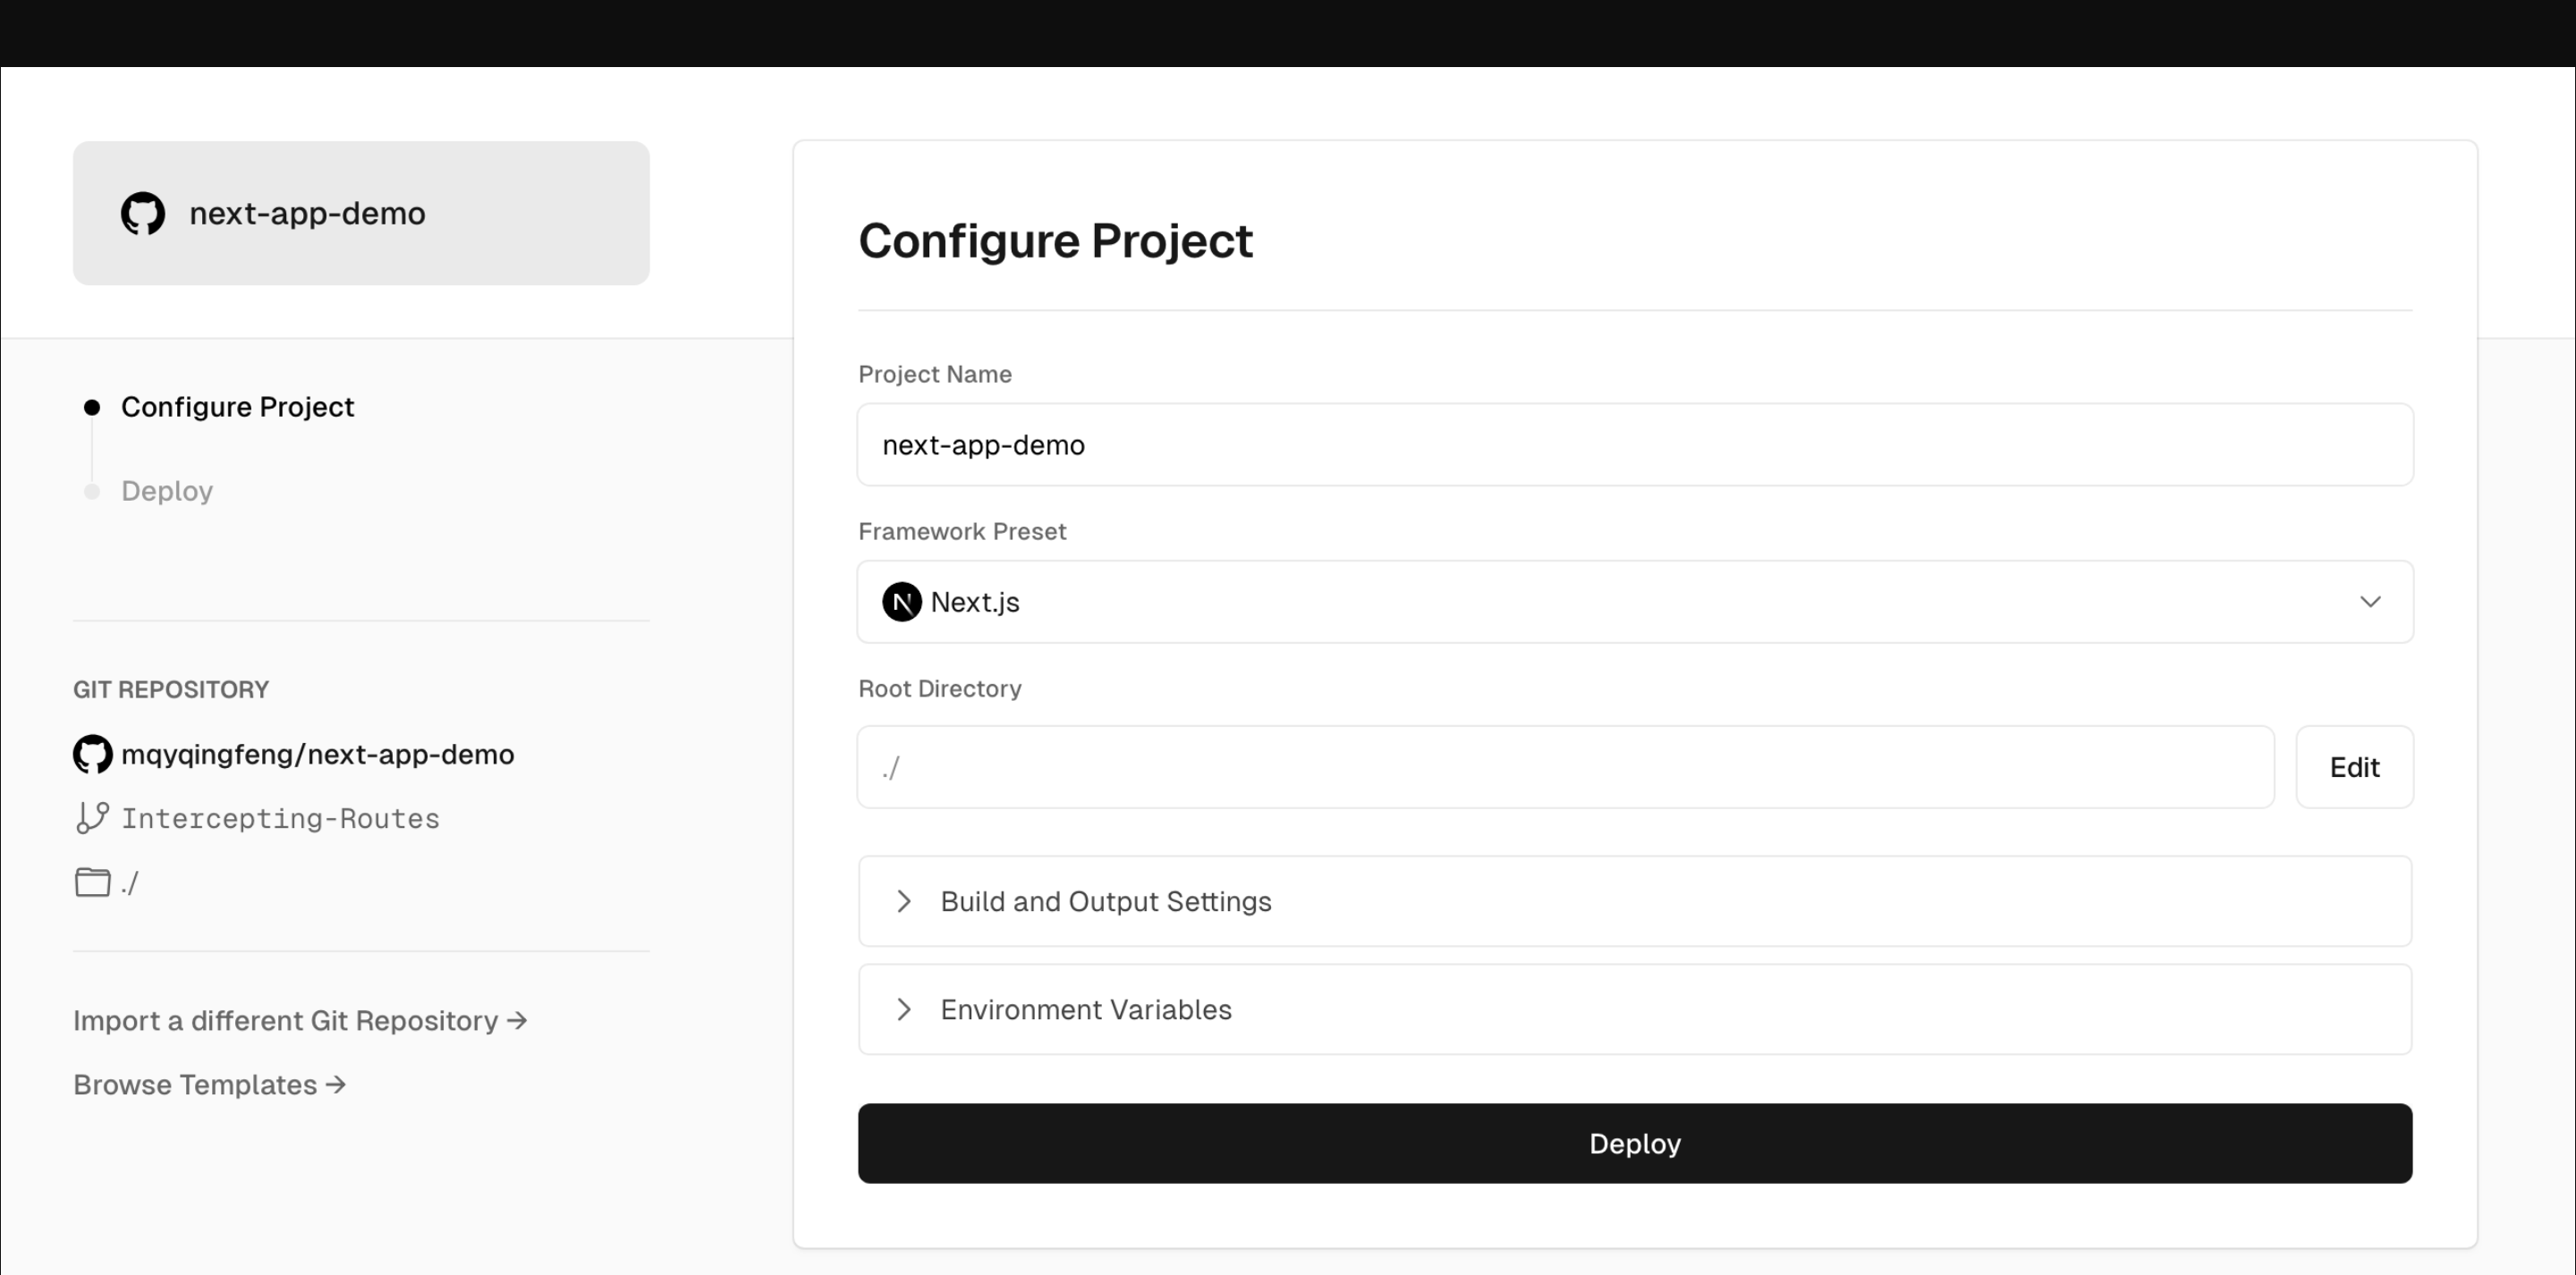 next-app-demo
Configure Project
Deploy
GIT REPOSITORY
mqyqingfeng/next-app-demo
Intercepting-Routes
./
Import a different Git Repository →
Browse Templates →
Configure Project
Project Name
next-app-demo
Framework Preset
N Next.js
Root Directory
./ Edit
Build and Output Settings
Environment Variables
Deploy